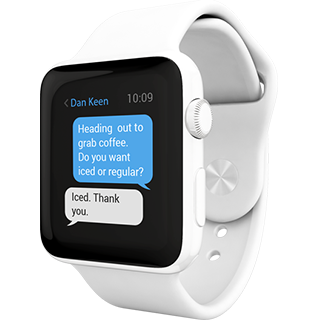 < Dan Keen 10:09
Heading out to
grab coffee.
Do you want
iced or regular?
Iced. Thank
you.